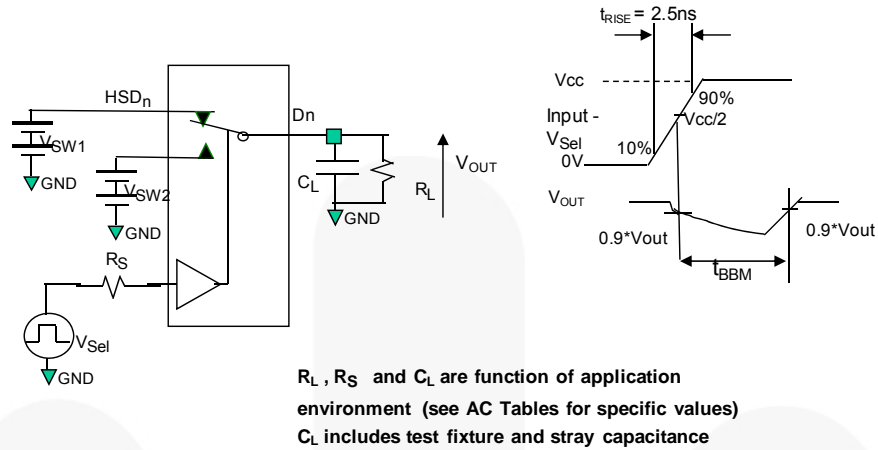 tRISE = 2.5ns
Vcc
HSDn
Dn
90%
Input -
VSel
Vcc/2
10%
0V
VSW1
GND
VSW2
GND
CL
RL
VOUT
GND
VOUT
0.9*Vout
0.9*Vout
tBBM
RS
VSel
GND
RL , RS and CL are function of application
environment (see AC Tables for specific values)
CL includes test fixture and stray capacitance